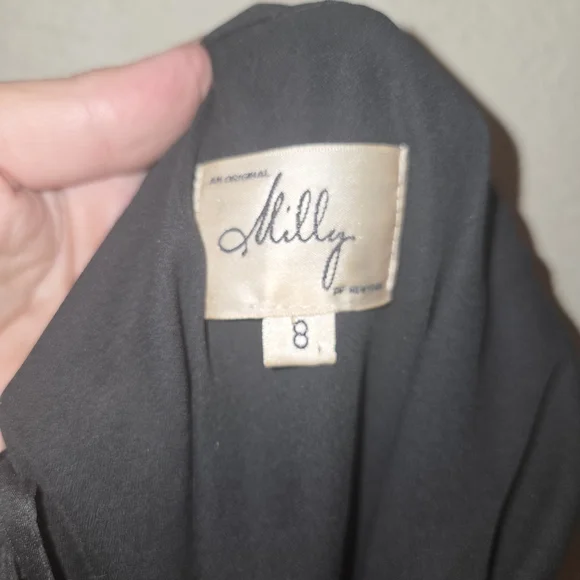 AN ORIGINAL
Milly
OF NEW YORK
8